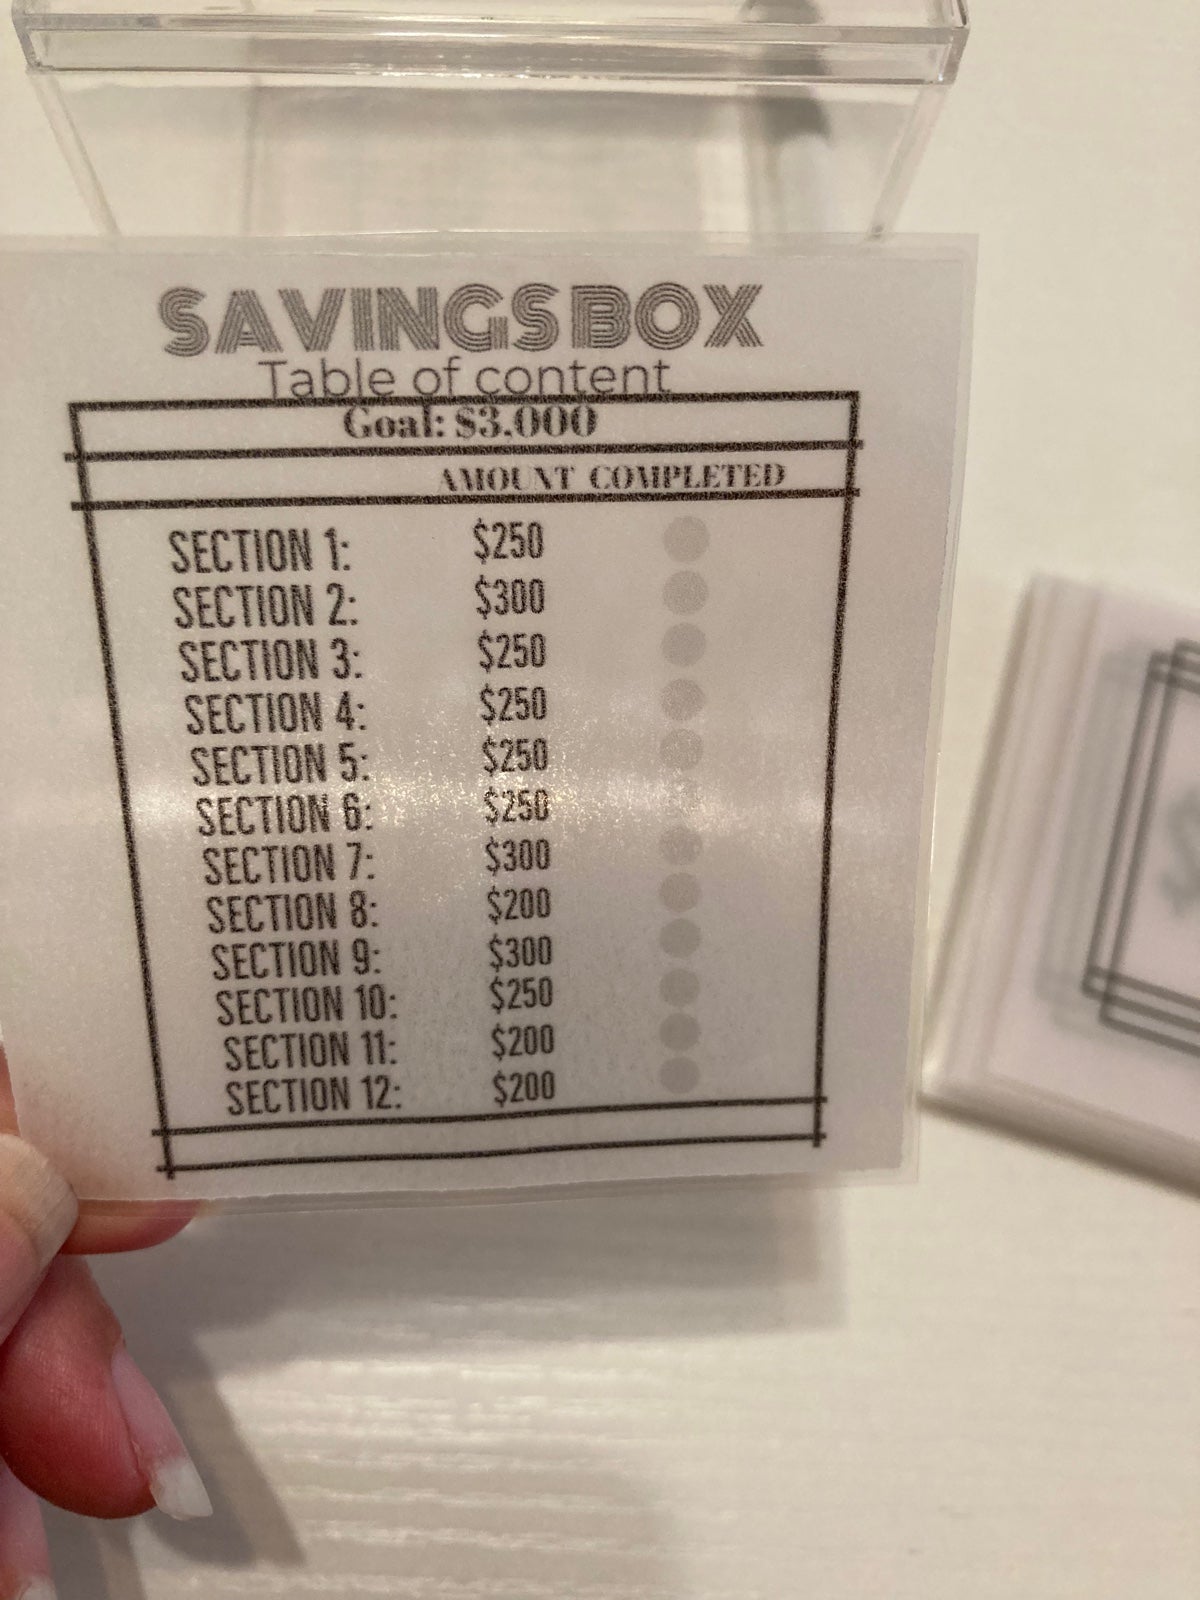 SAVINGSBOX
Table of content
Goal: $3,000
AMOUNT COMPLETED
SECTION 1: $250
SECTION 2: $300
SECTION 3: $250
SECTION 4: $250
SECTION 5: $250
SECTION 6: $250
SECTION 7: $300
SECTION 8: $200
SECTION 9: $300
SECTION 10: $250
SECTION 11: $200
SECTION 12: $200